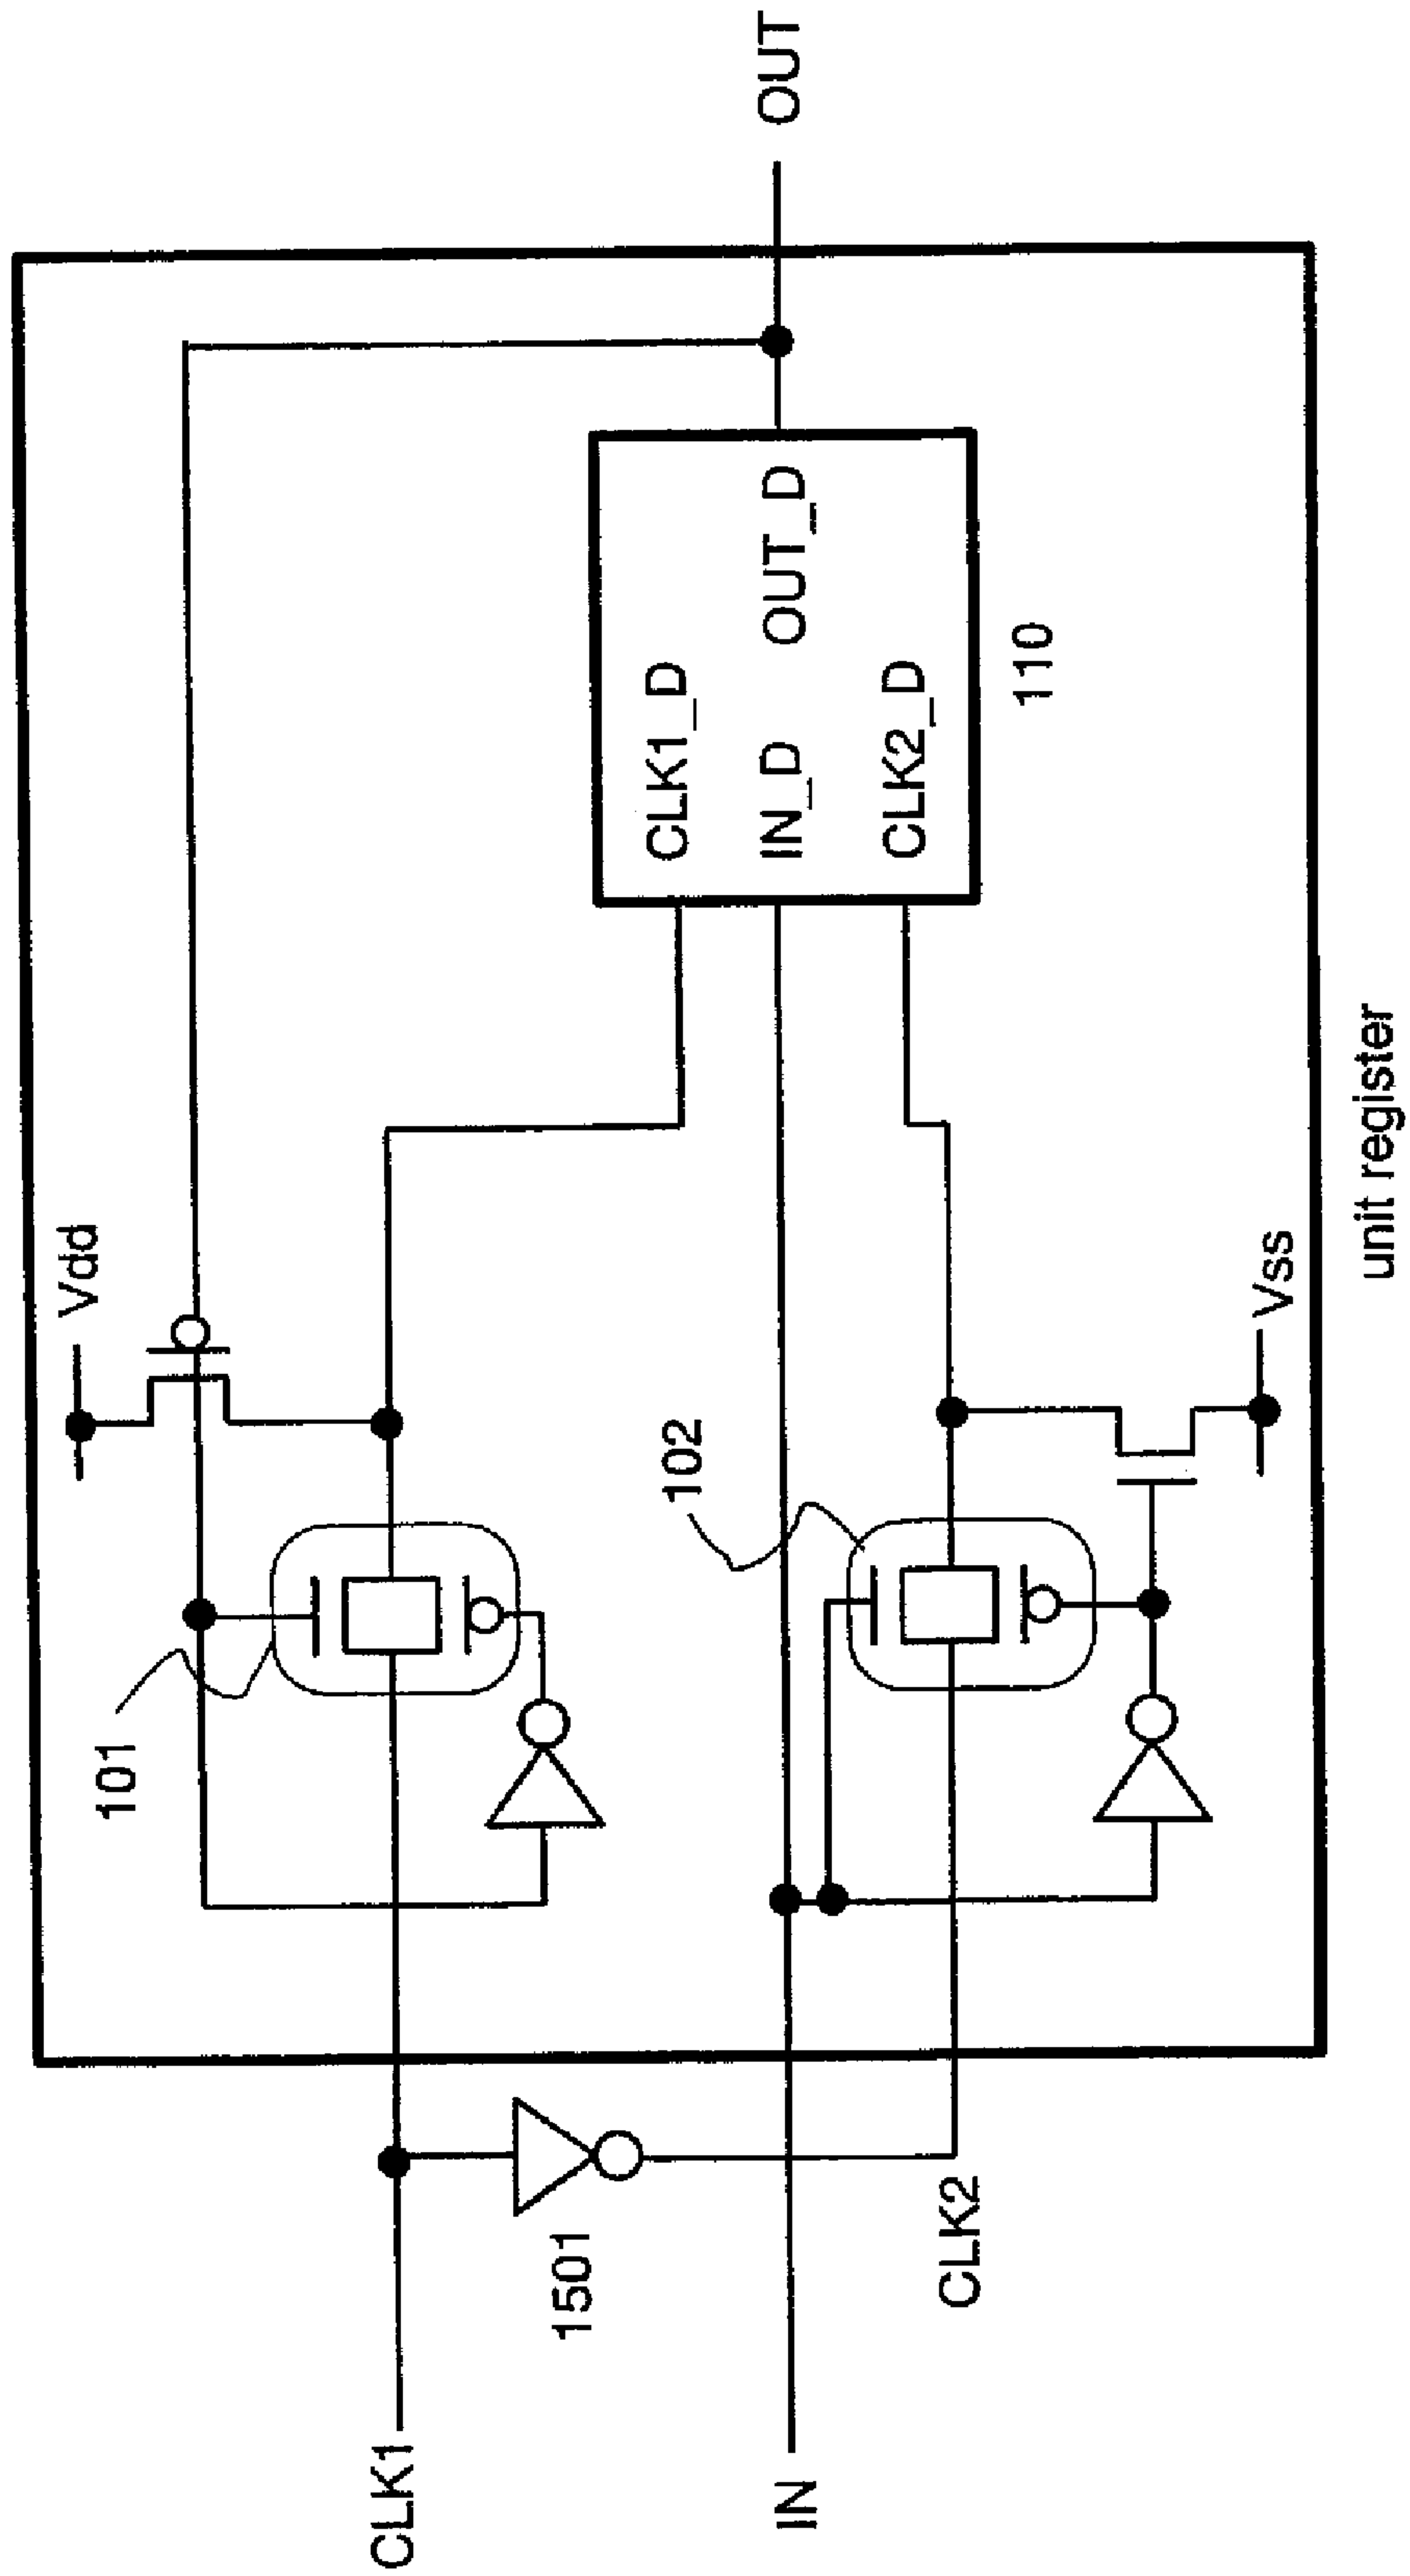 Vdd
101
CLK1
1501
102
CLK1_D
IN_D
OUT_D
CLK2_D
110
OUT
IN
CLK2
Vss
unit register